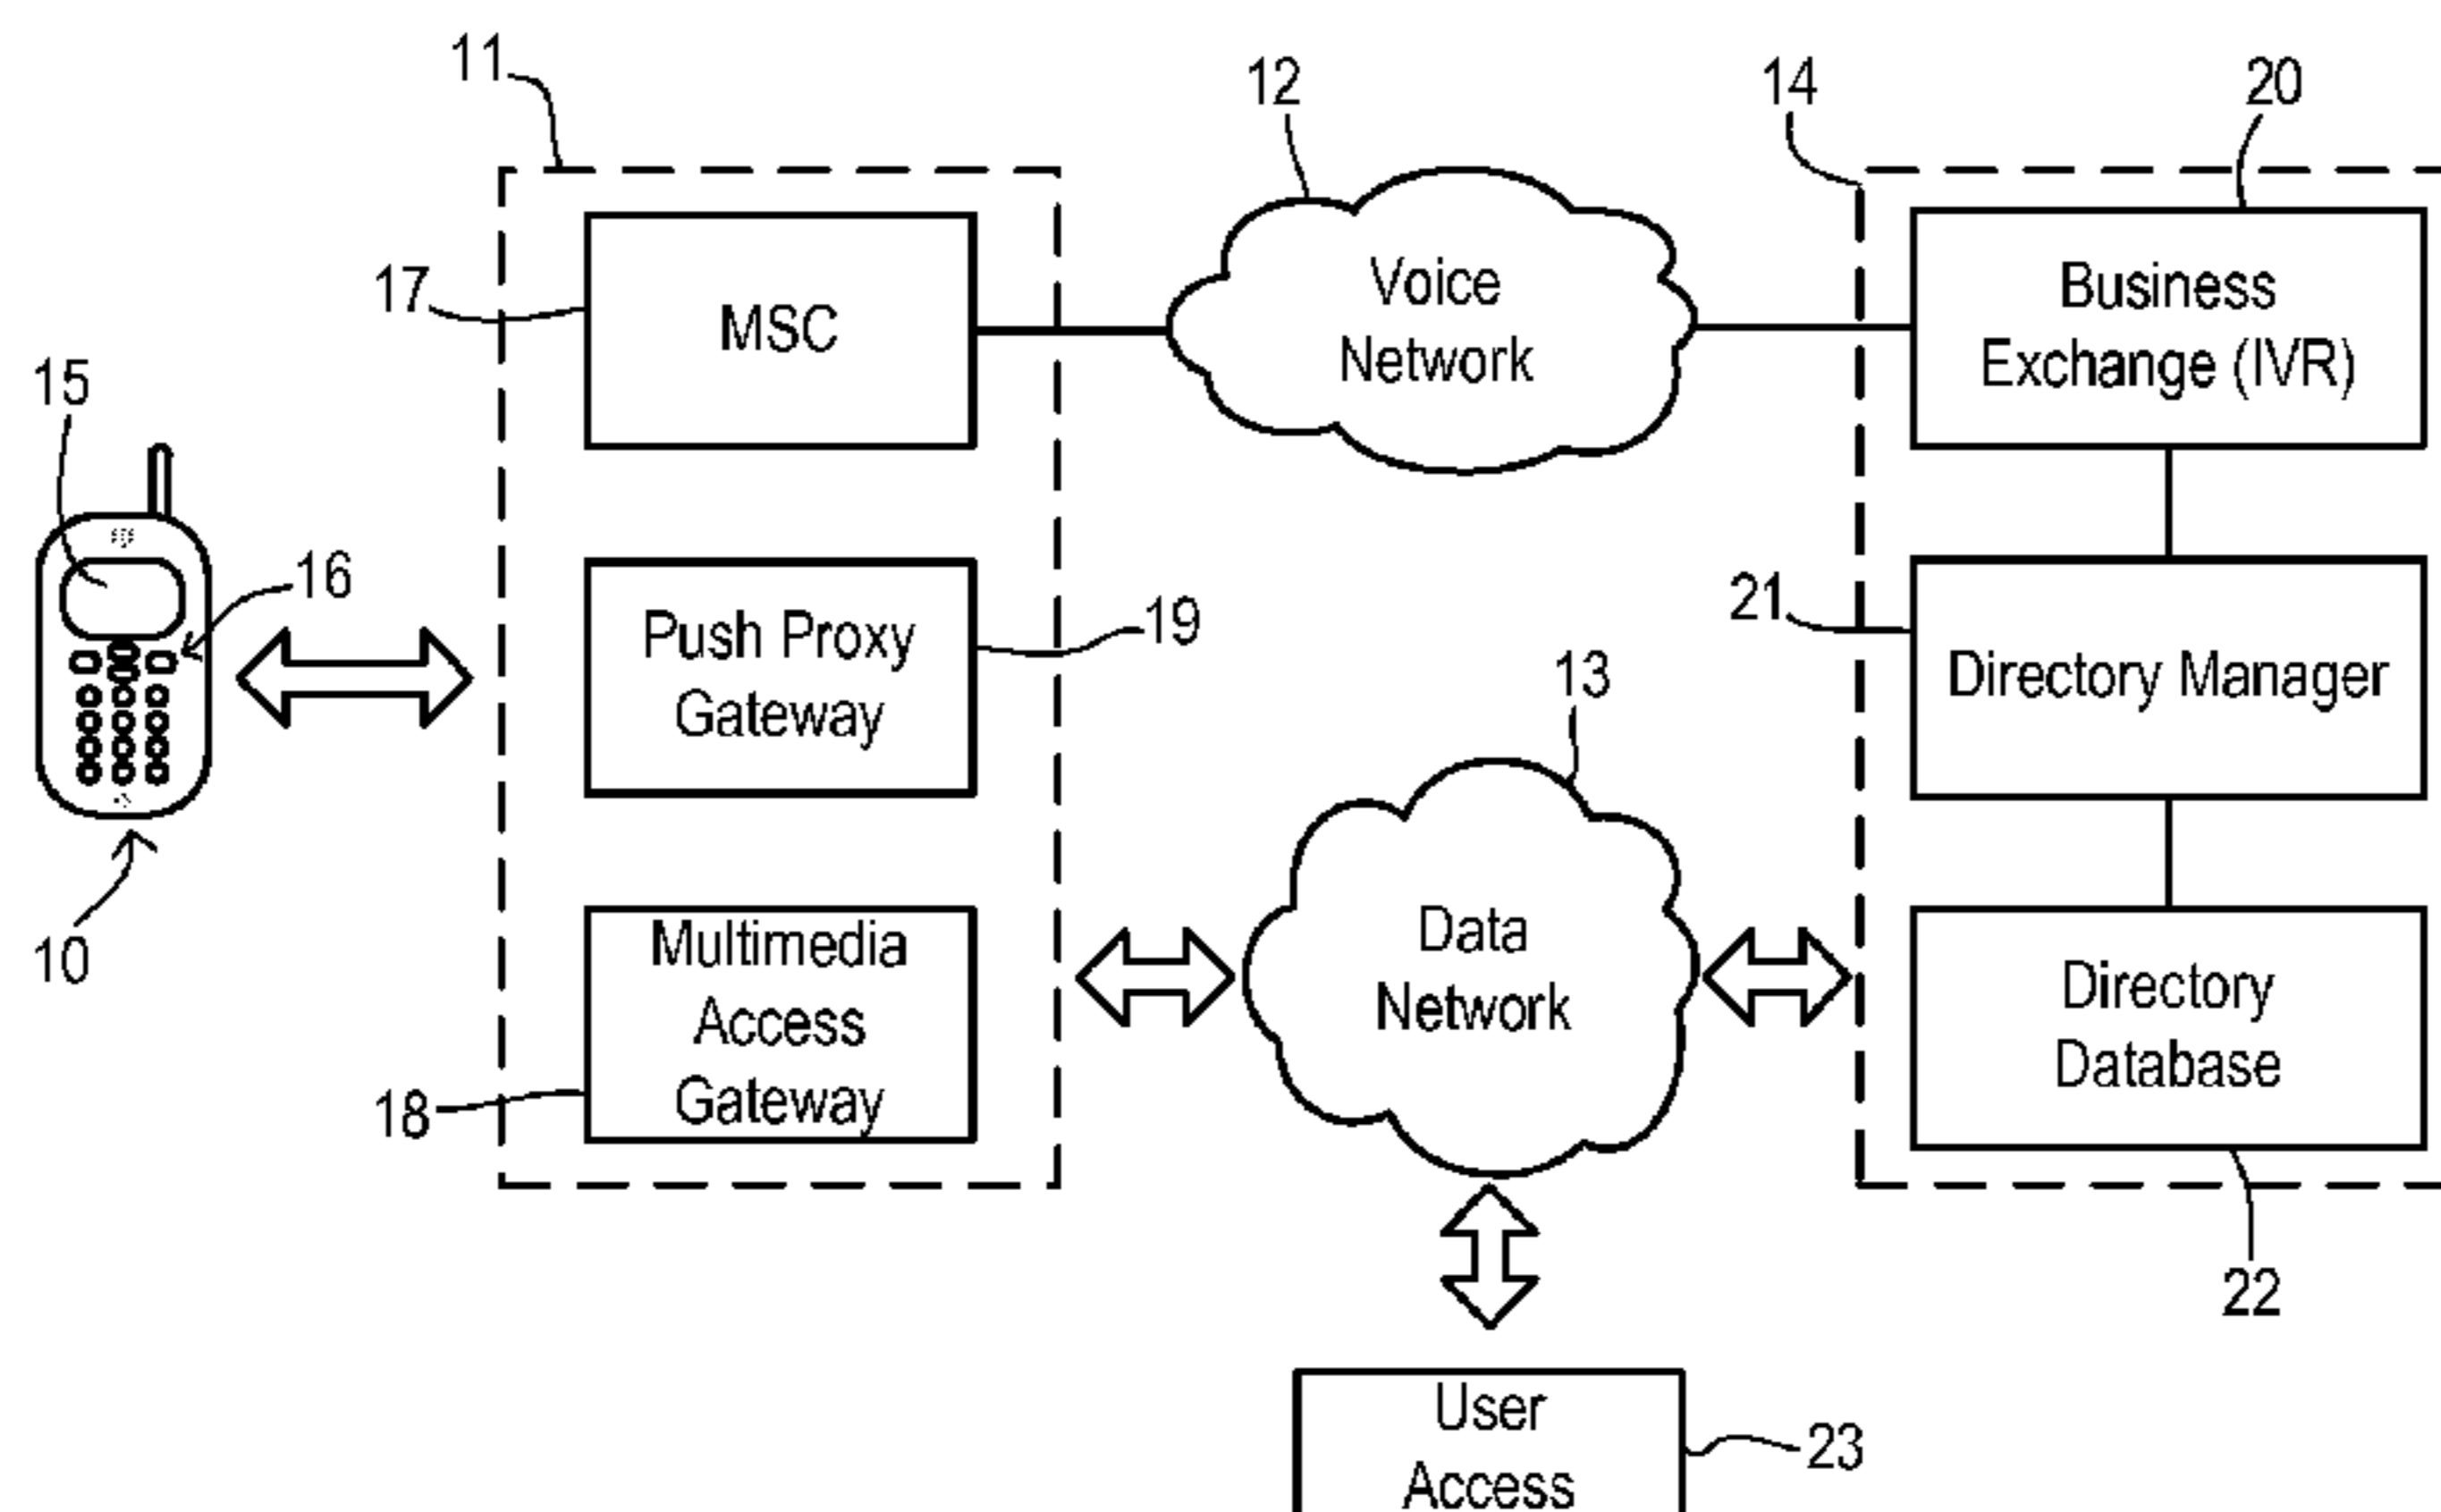 11
12
14
20
17
MSC
Voice
Network
Business
Exchange (IVR)
15
16
Push Proxy
Gateway
19
21
Directory Manager
13
10
Multimedia
Access
Gateway
18
Data
Network
Directory
Database
22
User
Access
23